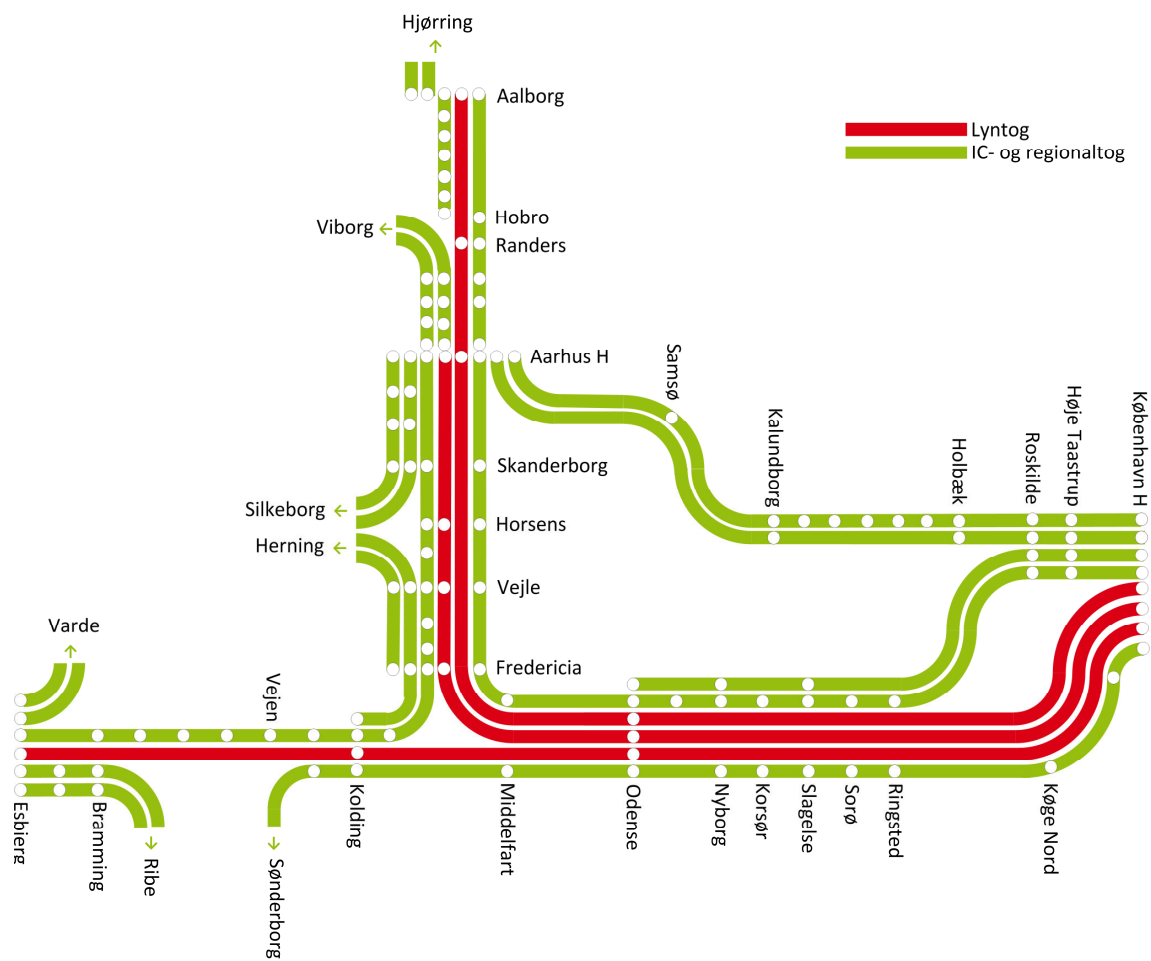 Hjørring
Aalborg
Lyntog
IC- og regionaltog
Hobro
Viborg
Randers
Aarhus H
Samsø
Kalundborg
Holbæk
Roskilde
Høje Taastrup
København H
Skanderborg
Silkeborg
Horsens
Herning
Vejle
Varde
Fredericia
Vejen
Esbjerg
Bramming
Ribe
Sønderborg
Kolding
Middelfart
Odense
Nyborg
Korsør
Slagelse
Sorø
Ringsted
Køge Nord